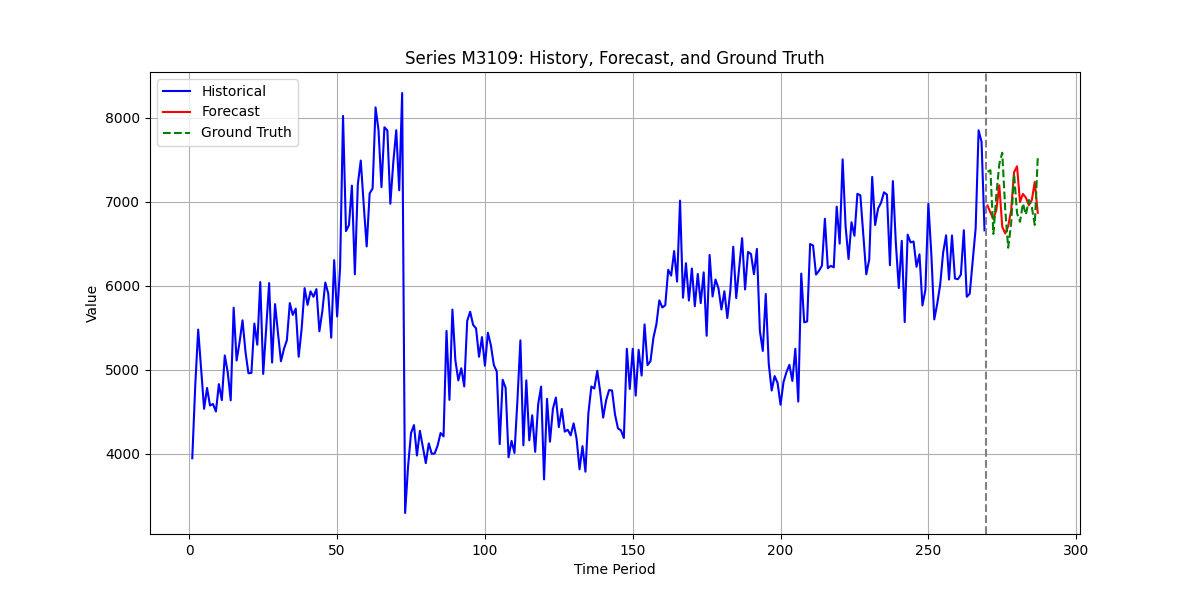 Series M3109: History, Forecast, and Ground Truth
Historical
Forecast
Ground Truth
8000
7000
6000
5000
4000
Value
0
50
100
150
200
250
300
Time Period